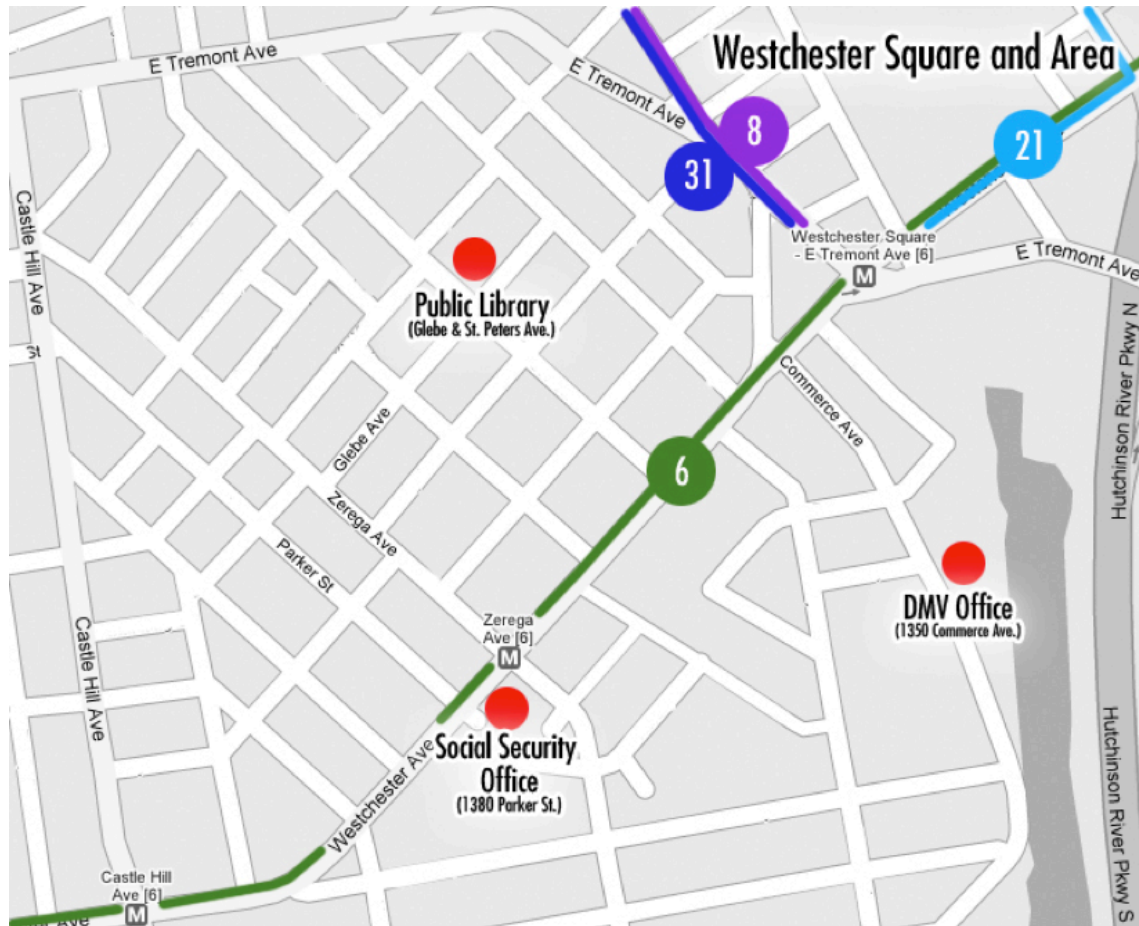 Westchester Square and Area
E Tremont Ave
E Tremont Ave
8
31
21
Westchester Square
- E Tremont Ave [6]
M
E Tremont Ave
Castle Hill Ave
Public Library
(Glebe & St. Peters Ave.)
Hutchinson River Pkwy N
Commerce Ave
Glebe Ave
6
Zerega Ave
Parker St
DMV Office
(1350 Commerce Ave.)
Zerega
Ave [6]
M
Castle Hill Ave
Social Security
Office
(1380 Parker St.)
Westchester Ave
Hutchinson River Pkwy S
Castle Hill
Ave [6]
M
Ave